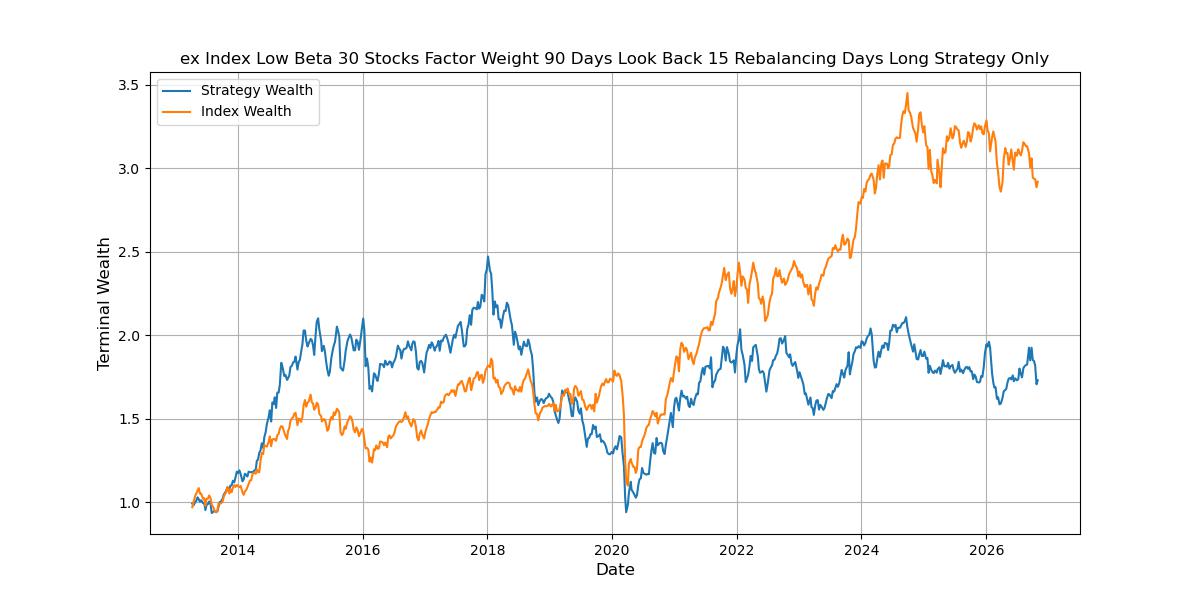 ex Index Low Beta 30 Stocks Factor Weight 90 Days Look Back 15 Rebalancing Days Long Strategy Only
Strategy Wealth
Index Wealth
Terminal Wealth
3.5
3.0
2.5
2.0
1.5
1.0
2014 2016 2018 2020 2022 2024 2026
Date